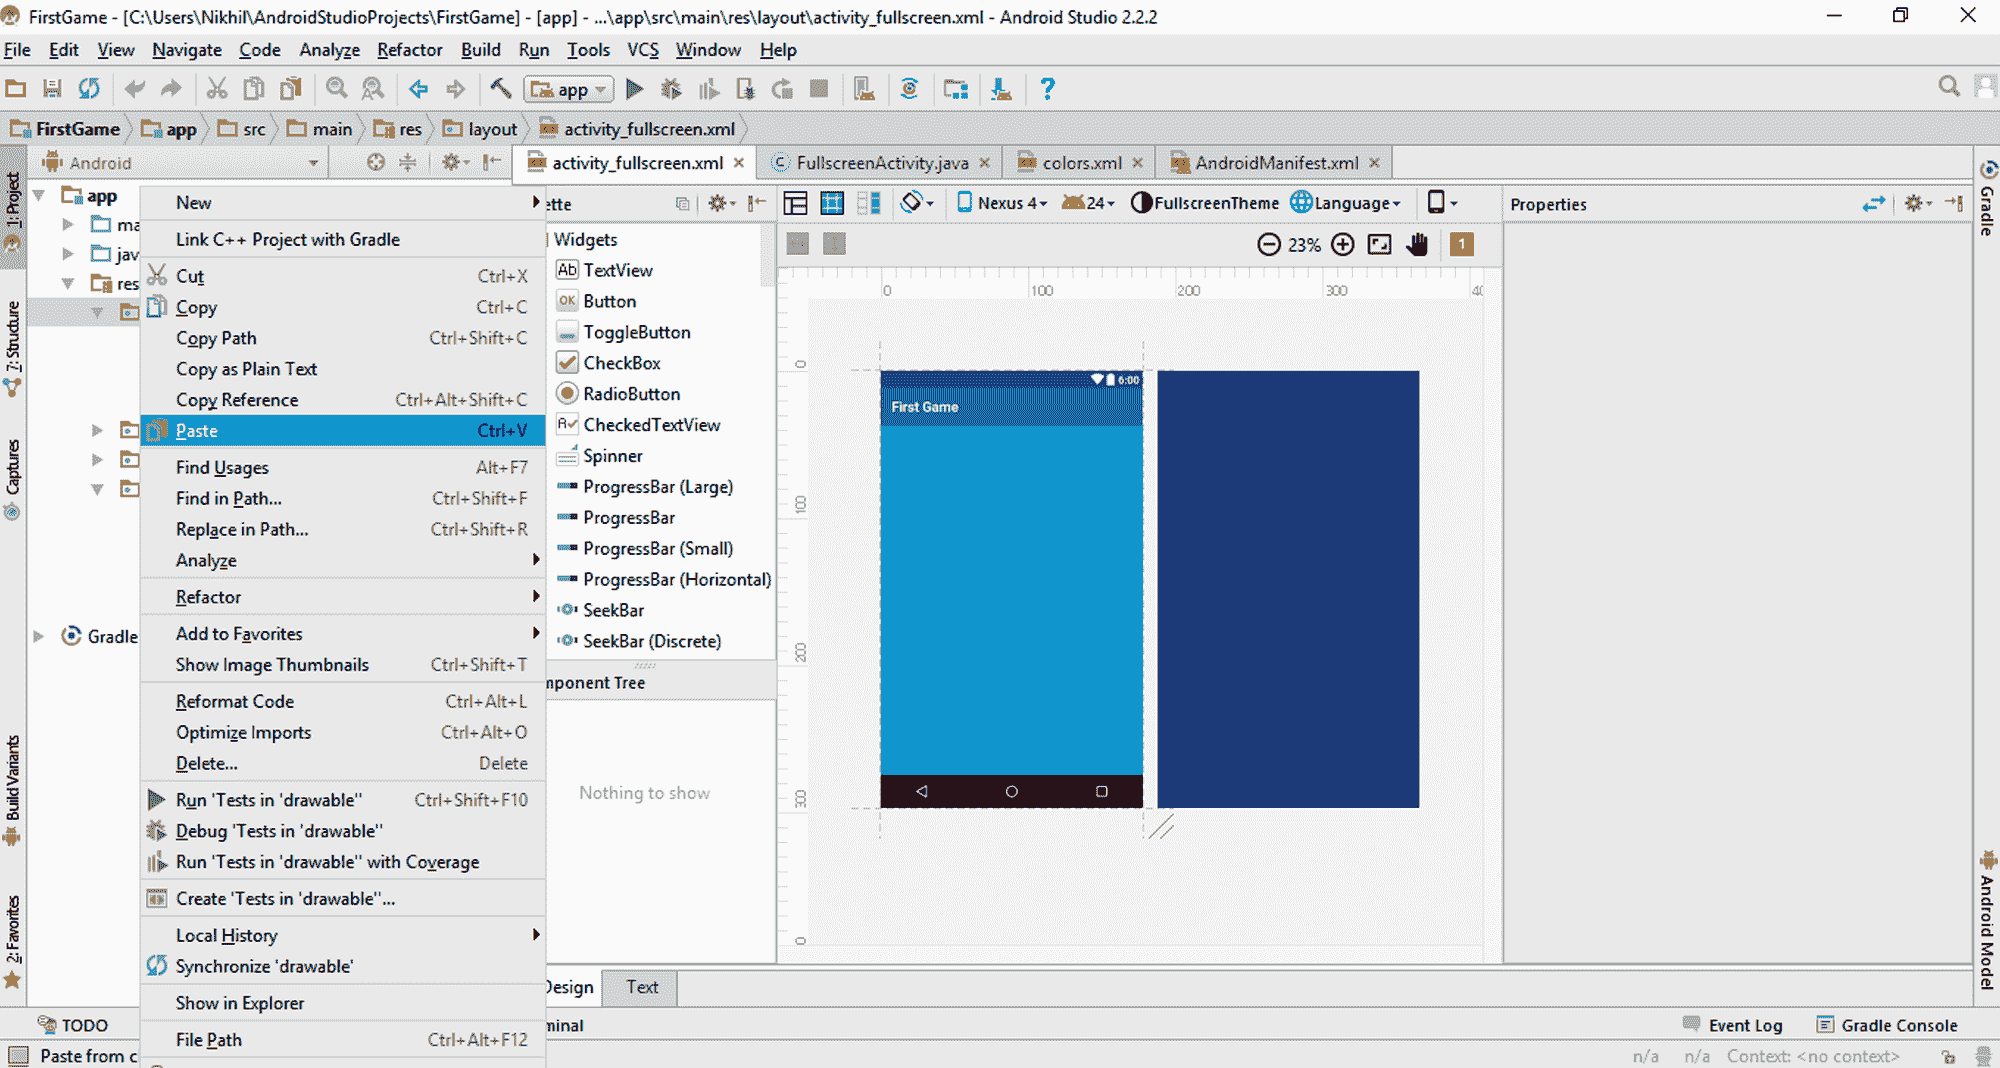 FirstGame - [C:\Users\Nikhil\AndroidStudioProjects\FirstGame] - [app] - ...\app\src\main\res\layout\activity_fullscreen.xml - Android Studio 2.2.2
File Edit View Navigate Code Analyze Refactor Build Run Tools VCS Window Help
app
FirstGame app src main res layout activity_fullscreen.xml
Android
activity_fullscreen.xml FullscreenActivity.java colors.xml AndroidManifest.xml
1: Project
7: Structure
Captures
Build Variants
2: Favorites
app
ma
jav
res
Gradle
New
Link C++ Project with Gradle
Cut Ctrl+X
Copy Ctrl+C
Copy Path Ctrl+Shift+C
Copy as Plain Text
Copy Reference Ctrl+Alt+Shift+C
Paste Ctrl+V
Find Usages Alt+F7
Find in Path... Ctrl+Shift+F
Replace in Path... Ctrl+Shift+R
Analyze
Refactor
Add to Favorites
Show Image Thumbnails Ctrl+Shift+T
Reformat Code Ctrl+Alt+L
Optimize Imports Ctrl+Alt+O
Delete... Delete
Run 'Tests in 'drawable'' Ctrl+Shift+F10
Debug 'Tests in 'drawable''
Run 'Tests in 'drawable'' with Coverage
Create 'Tests in 'drawable''...
Local History
Synchronize 'drawable'
Show in Explorer
File Path Ctrl+Alt+F12
ette
Widgets
Ab TextView
OK Button
ToggleButton
CheckBox
RadioButton
CheckedTextView
Spinner
ProgressBar (Large)
ProgressBar
ProgressBar (Small)
ProgressBar (Horizontal)
SeekBar
SeekBar (Discrete)
mponent Tree
Nothing to show
Design Text
Nexus 4 24 FullscreenTheme Language
23% 1
0 100 200 300 40
0
100
200
300
0
6:00
First Game
Properties
Gradle
Android Model
TODO
minal
Event Log Gradle Console
Paste from c
n/a n/a Context: <no context>